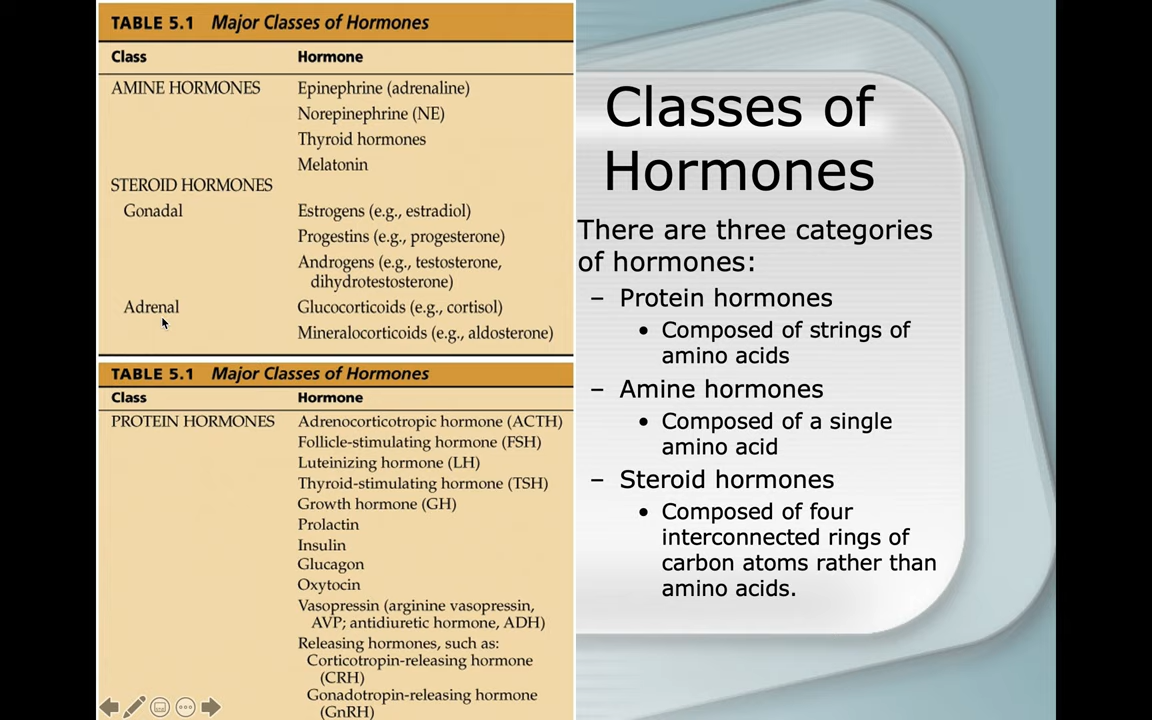 TABLE 5.1 Major Classes of Hormones
Class Hormone
AMINE HORMONES Epinephrine (adrenaline)
Norepinephrine (NE)
Thyroid hormones
Melatonin
STEROID HORMONES
Gonadal Estrogens (e.g., estradiol)
Progestins (e.g., progesterone)
Androgens (e.g., testosterone,
dihydrotestosterone)
Adrenal Glucocorticoids (e.g., cortisol)
Mineralocorticoids (e.g., aldosterone)
TABLE 5.1 Major Classes of Hormones
Class Hormone
PROTEIN HORMONES Adrenocorticotropic hormone (ACTH)
Follicle-stimulating hormone (FSH)
Luteinizing hormone (LH)
Thyroid-stimulating hormone (TSH)
Growth hormone (GH)
Prolactin
Insulin
Glucagon
Oxytocin
Vasopressin (arginine vasopressin,
AVP; antidiuretic hormone, ADH)
Releasing hormones, such as:
Corticotropin-releasing hormone
(CRH)
Gonadotropin-releasing hormone
(GnRH)
Classes of
Hormones
There are three categories
of hormones:
– Protein hormones
• Composed of strings of
amino acids
– Amine hormones
• Composed of a single
amino acid
– Steroid hormones
• Composed of four
interconnected rings of
carbon atoms rather than
amino acids.